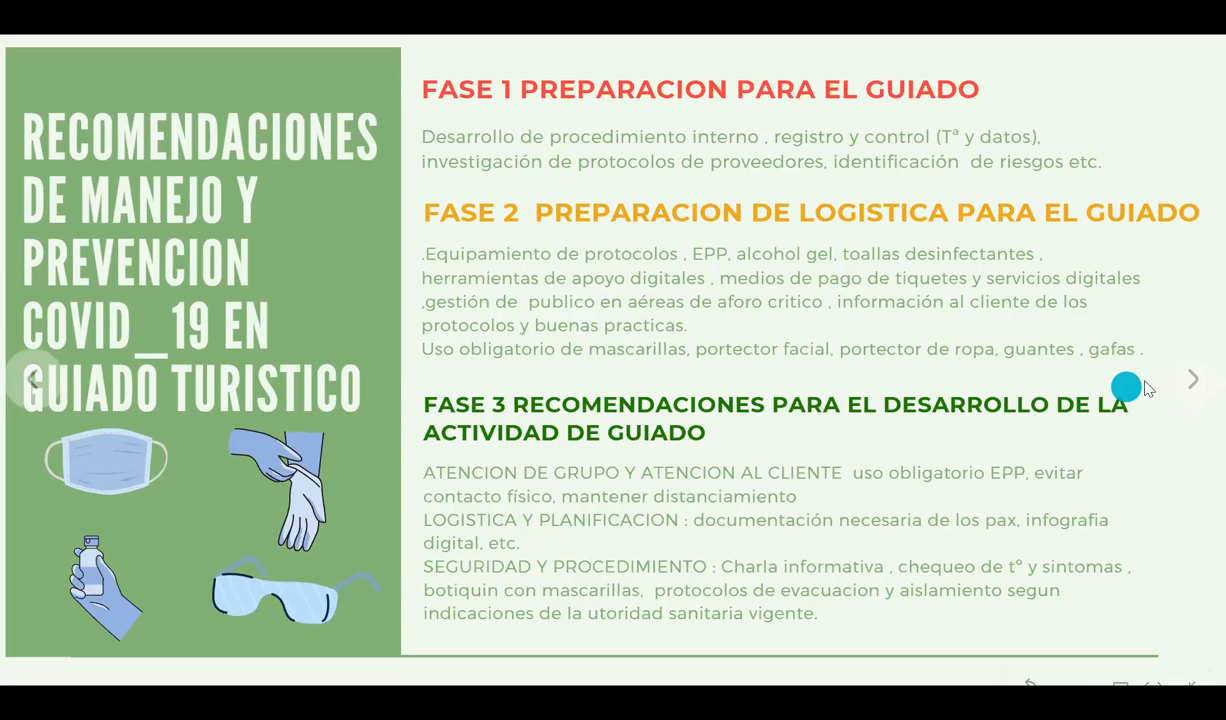 RECOMENDACIONES
DE MANEJO Y
PREVENCION
COVID_19 EN
GUIADO TURISTICO
FASE 1 PREPARACION PARA EL GUIADO
Desarrollo de procedimiento interno , registro y control (Tª y datos),
investigación de protocolos de proveedores, identificación de riesgos etc.
FASE 2 PREPARACION DE LOGISTICA PARA EL GUIADO
.Equipamiento de protocolos , EPP, alcohol gel, toallas desinfectantes ,
herramientas de apoyo digitales , medios de pago de tiquetes y servicios digitales
,gestión de publico en aéreas de aforo critico , información al cliente de los
protocolos y buenas practicas.
Uso obligatorio de mascarillas, portector facial, portector de ropa, guantes , gafas .
FASE 3 RECOMENDACIONES PARA EL DESARROLLO DE LA
ACTIVIDAD DE GUIADO
ATENCION DE GRUPO Y ATENCION AL CLIENTE uso obligatorio EPP, evitar
contacto físico, mantener distanciamiento
LOGISTICA Y PLANIFICACION : documentación necesaria de los pax, infografia
digital, etc.
SEGURIDAD Y PROCEDIMIENTO : Charla informativa , chequeo de tº y sintomas ,
botiquin con mascarillas, protocolos de evacuacion y aislamiento segun
indicaciones de la utoridad sanitaria vigente.